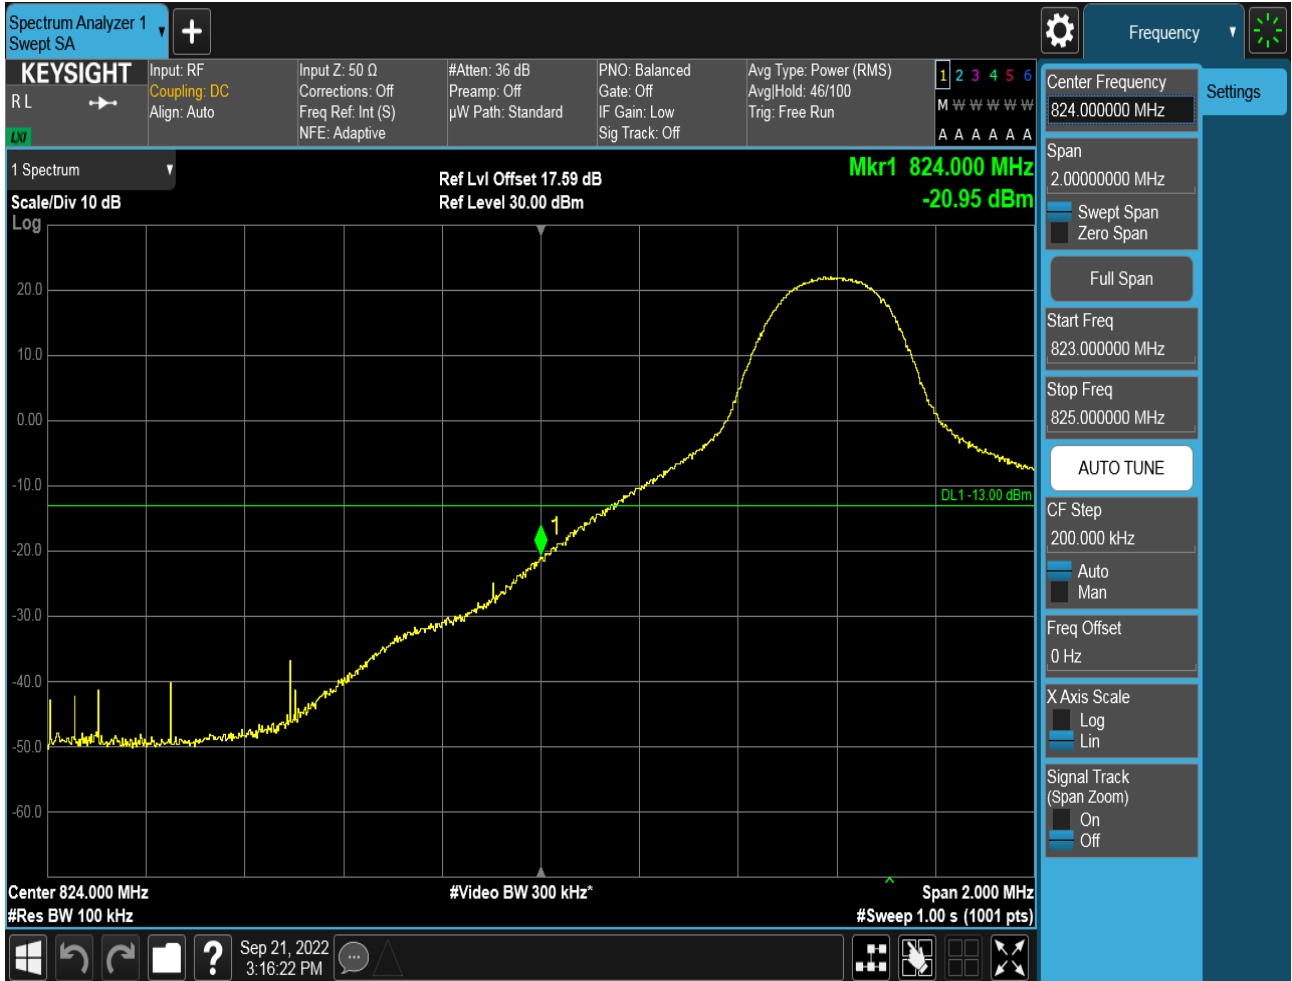 Spectrum Analyzer 1
Swept SA
Frequency
KEYSIGHT
R L
LXI
Input: RF
Coupling: DC
Align: Auto
Input Z: 50 Ω
Corrections: Off
Freq Ref: Int (S)
NFE: Adaptive
#Atten: 36 dB
Preamp: Off
µW Path: Standard
PNO: Balanced
Gate: Off
IF Gain: Low
Sig Track: Off
Avg Type: Power (RMS)
Avg|Hold: 46/100
Trig: Free Run
1 2 3 4 5 6
M W W W W W
A A A A A A
1 Spectrum
Scale/Div 10 dB
Log
Ref Lvl Offset 17.59 dB
Ref Level 30.00 dBm
Mkr1 824.000 MHz
-20.95 dBm
20.0
10.0
0.00
-10.0
DL1 -13.00 dBm
1
-20.0
-30.0
-40.0
-50.0
-60.0
Center 824.000 MHz
#Video BW 300 kHz*
Span 2.000 MHz
#Res BW 100 kHz
#Sweep 1.00 s (1001 pts)
Center Frequency
824.000000 MHz
Settings
Span
2.00000000 MHz
Swept Span
Zero Span
Full Span
Start Freq
823.000000 MHz
Stop Freq
825.000000 MHz
AUTO TUNE
CF Step
200.000 kHz
Auto
Man
Freq Offset
0 Hz
X Axis Scale
Log
Lin
Signal Track
(Span Zoom)
On
Off
?
Sep 21, 2022
3:16:22 PM